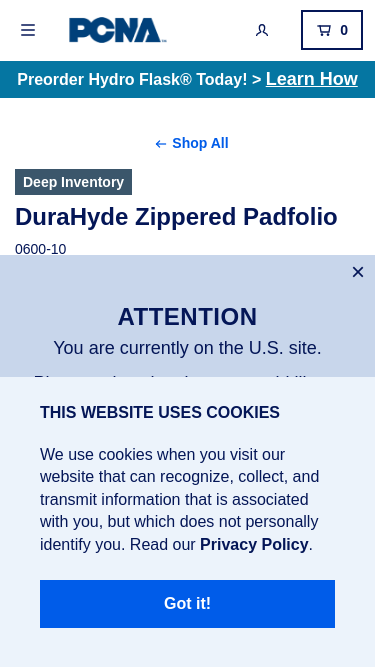 PCNA
0
Preorder Hydro Flask® Today! > Learn How
← Shop All
Deep Inventory
DuraHyde Zippered Padfolio
0600-10
×
ATTENTION
You are currently on the U.S. site.
THIS WEBSITE USES COOKIES
We use cookies when you visit our
website that can recognize, collect, and
transmit information that is associated
with you, but which does not personally
identify you. Read our Privacy Policy.
Got it!